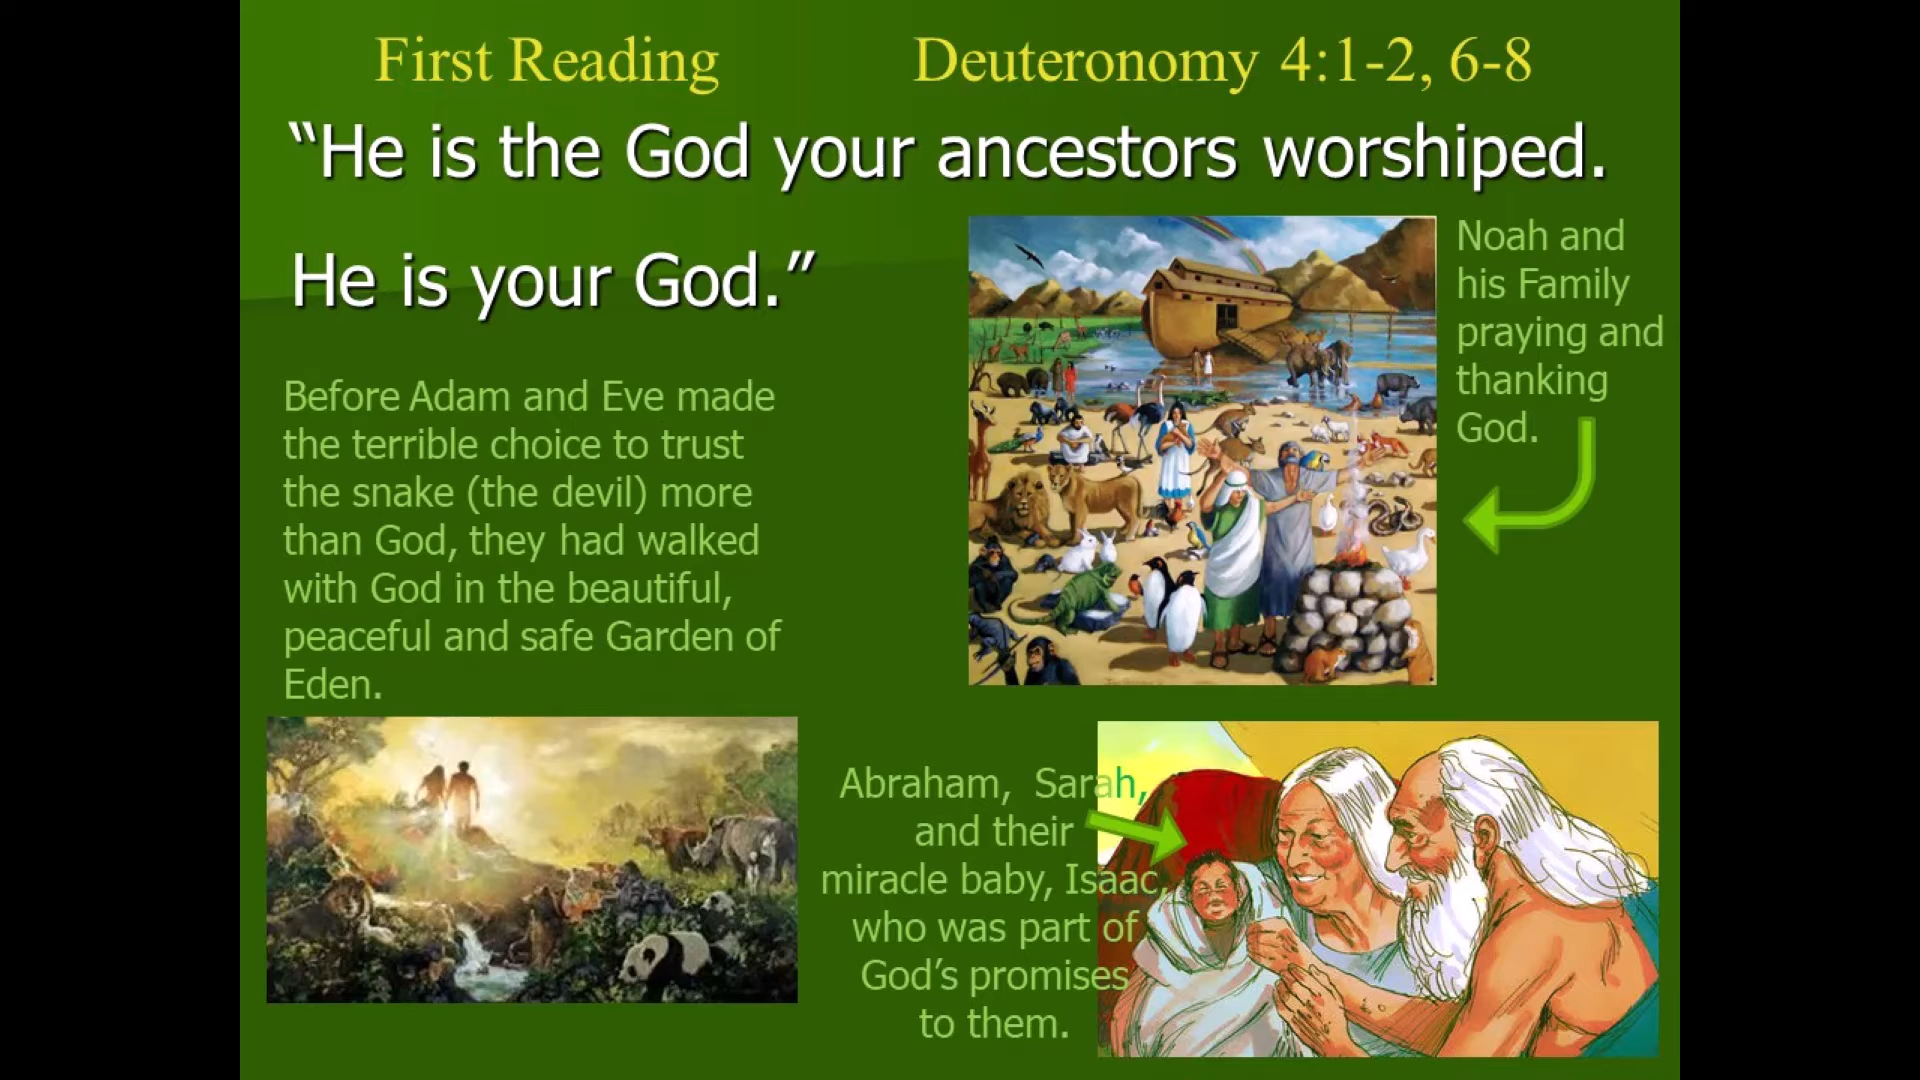 First Reading Deuteronomy 4:1-2, 6-8
“He is the God your ancestors worshiped.
He is your God.”
Noah and
his Family
praying and
thanking
God.
Before Adam and Eve made
the terrible choice to trust
the snake (the devil) more
than God, they had walked
with God in the beautiful,
peaceful and safe Garden of
Eden.
Abraham, Sarah,
and their
miracle baby, Isaac,
who was part of
God’s promises
to them.